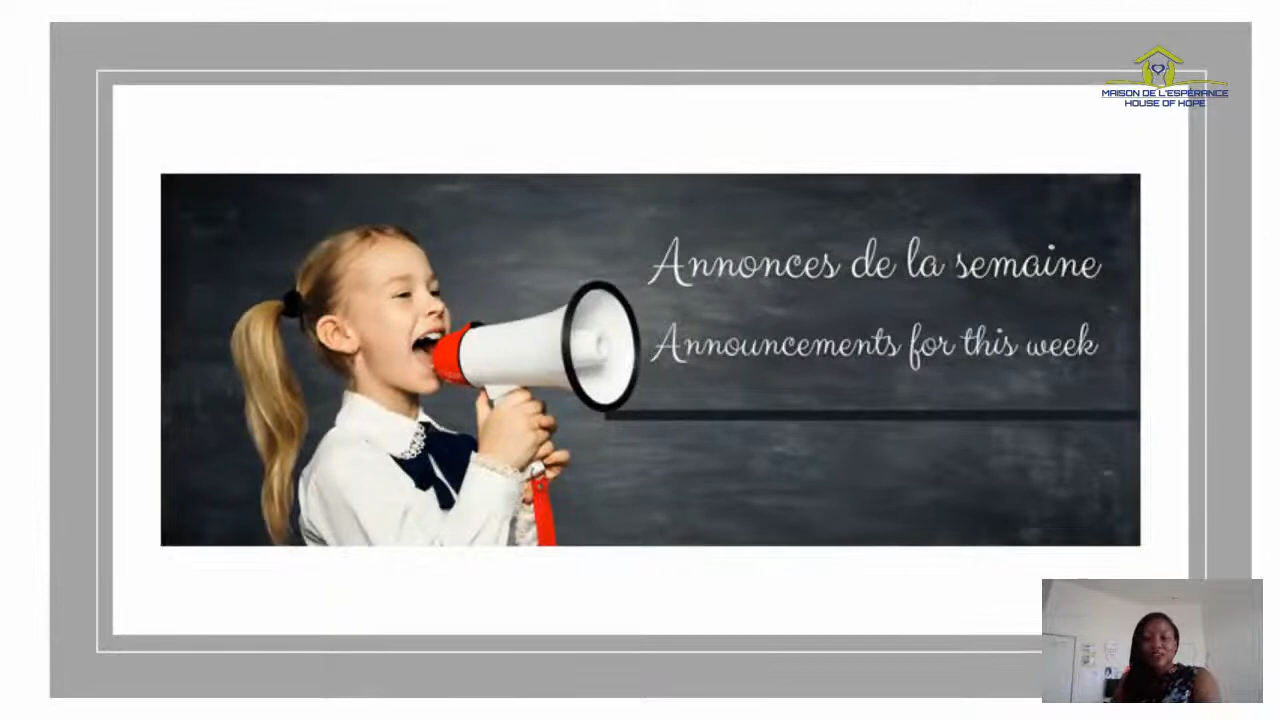 MAISON DE L'ESPÉRANCE
HOUSE OF HOPE
Annonces de la semaine
Announcements for this week